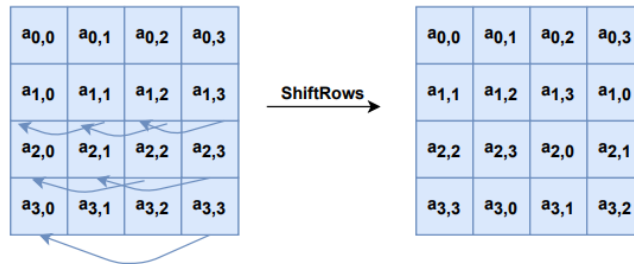 a0,0 a0,1 a0,2 a0,3
a1,0 a1,1 a1,2 a1,3
a2,0 a2,1 a2,2 a2,3
a3,0 a3,1 a3,2 a3,3
ShiftRows
a0,0 a0,1 a0,2 a0,3
a1,1 a1,2 a1,3 a1,0
a2,2 a2,3 a2,0 a2,1
a3,3 a3,0 a3,1 a3,2